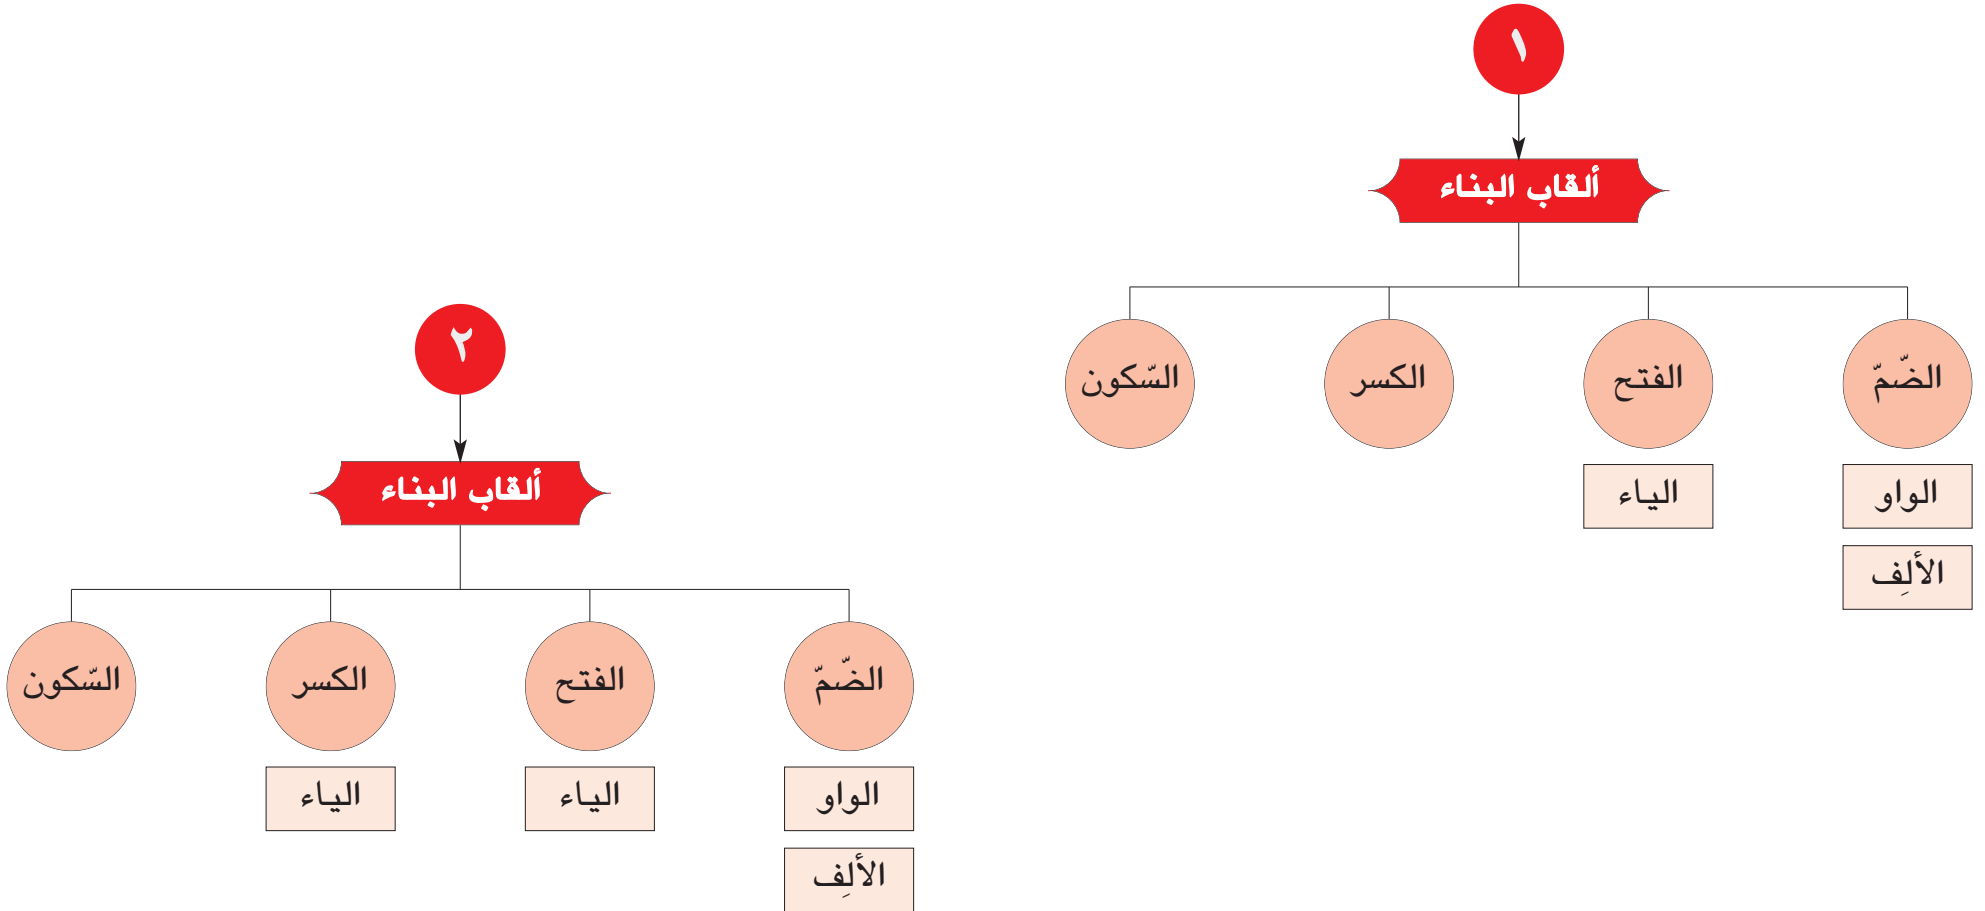 ١
ألقاب البناء
الضّمّ
الفتح
الكسر
السّكون
الواو
الياء
الألِف
٢
ألقاب البناء
الضّمّ
الفتح
الكسر
السّكون
الواو
الياء
الياء
الألِف